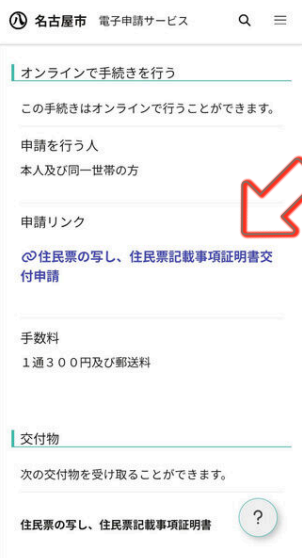 名古屋市 電子申請サービス
オンラインで手続きを行う
この手続きはオンラインで行うことができます。
申請を行う人
本人及び同一世帯の方
申請リンク
住民票の写し、住民票記載事項証明書交
付申請
手数料
1通300円及び郵送料
交付物
次の交付物を受け取ることができます。
住民票の写し、住民票記載事項証明書
?